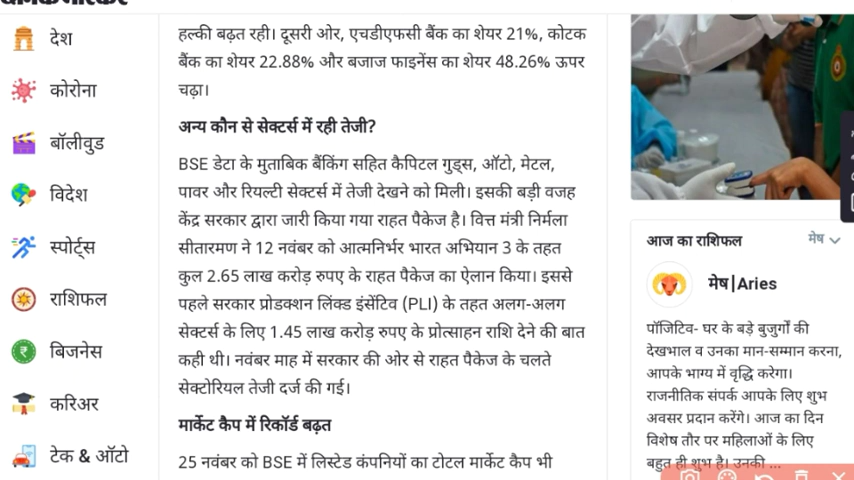 देश
कोरोना
बॉलीवुड
विदेश
स्पोर्ट्स
राशिफल
बिजनेस
करिअर
टेक & ऑटो
हल्की बढ़त रही। दूसरी ओर, एचडीएफसी बैंक का शेयर 21%, कोटक
बैंक का शेयर 22.88% और बजाज फाइनेंस का शेयर 48.26% ऊपर
चढ़ा।
अन्य कौन से सेक्टर्स में रही तेजी?
BSE डेटा के मुताबिक बैंकिंग सहित कैपिटल गुड्स, ऑटो, मेटल,
पावर और रियल्टी सेक्टर्स में तेजी देखने को मिली। इसकी बड़ी वजह
केंद्र सरकार द्वारा जारी किया गया राहत पैकेज है। वित्त मंत्री निर्मला
सीतारमण ने 12 नवंबर को आत्मनिर्भर भारत अभियान 3 के तहत
कुल 2.65 लाख करोड़ रुपए के राहत पैकेज का ऐलान किया। इससे
पहले सरकार प्रोडक्शन लिंक्ड इंसेंटिव (PLI) के तहत अलग-अलग
सेक्टर्स के लिए 1.45 लाख करोड़ रुपए के प्रोत्साहन राशि देने की बात
कही थी। नवंबर माह में सरकार की ओर से राहत पैकेज के चलते
सेक्टोरियल तेजी दर्ज की गई।
मार्केट कैप में रिकॉर्ड बढ़त
25 नवंबर को BSE में लिस्टेड कंपनियों का टोटल मार्केट कैप भी
आज का राशिफल
मेष
मेष|Aries
पॉजिटिव- घर के बड़े बुजुर्गों की
देखभाल व उनका मान-सम्मान करना,
आपके भाग्य में वृद्धि करेगा।
राजनीतिक संपर्क आपके लिए शुभ
अवसर प्रदान करेंगे। आज का दिन
विशेष तौर पर महिलाओं के लिए
बहुत ही शुभ है। उनकी ...